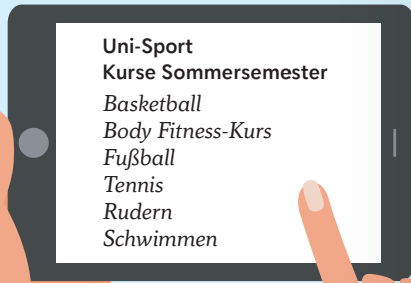 Uni-Sport
Kurse Sommersemester
Basketball
Body Fitness-Kurs
Fußball
Tennis
Rudern
Schwimmen